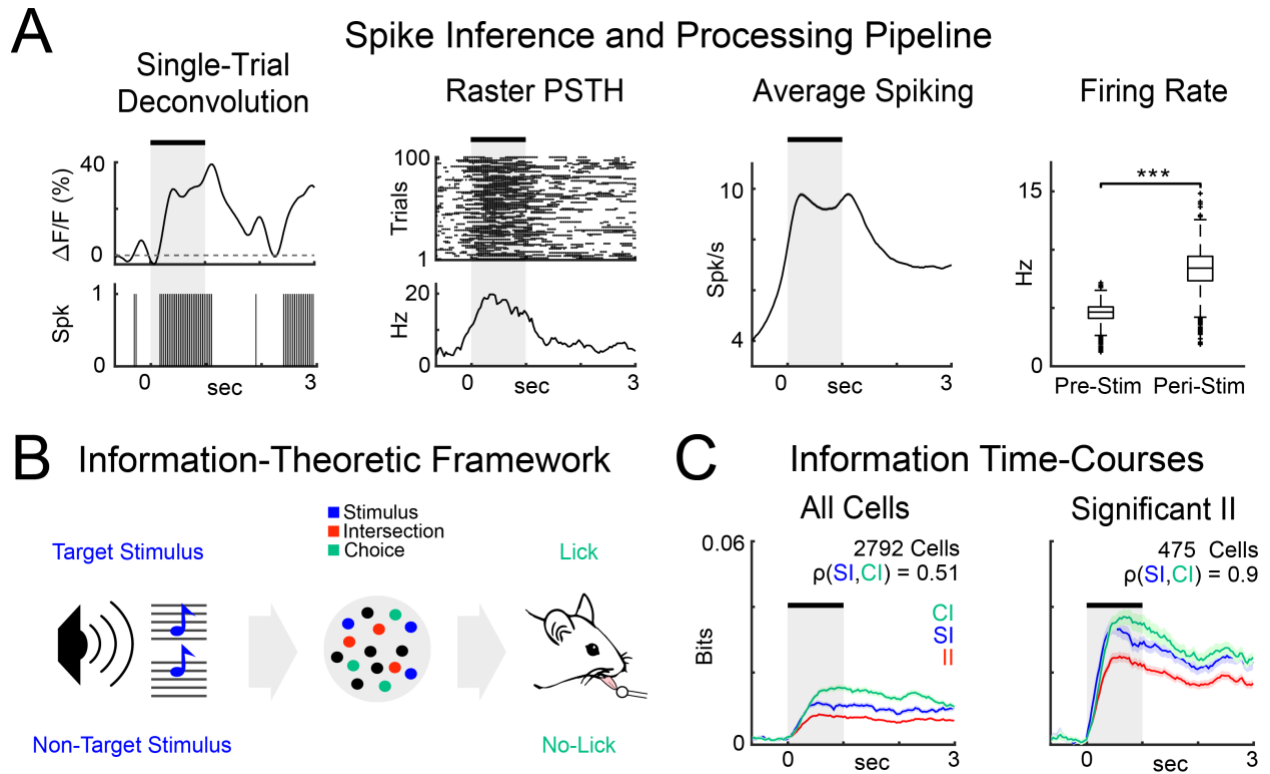 A
Spike Inference and Processing Pipeline
Single-Trial
Deconvolution
ΔF/F (%)
40
0
Spk
1
0
0
sec
3
Raster PSTH
Trials
100
1
Hz
20
0
0
sec
3
Average Spiking
Spk/s
10
4
0
sec
3
Firing Rate
Hz
15
0
***
Pre-Stim
Peri-Stim
B
Information-Theoretic Framework
Stimulus
Intersection
Choice
Target Stimulus
Non-Target Stimulus
Lick
No-Lick
C
Information Time-Courses
All Cells
2792 Cells
ρ(SI,CI) = 0.51
CI
SI
II
Bits
0.06
0
0
sec
3
Significant II
475 Cells
ρ(SI,CI) = 0.9
0
sec
3